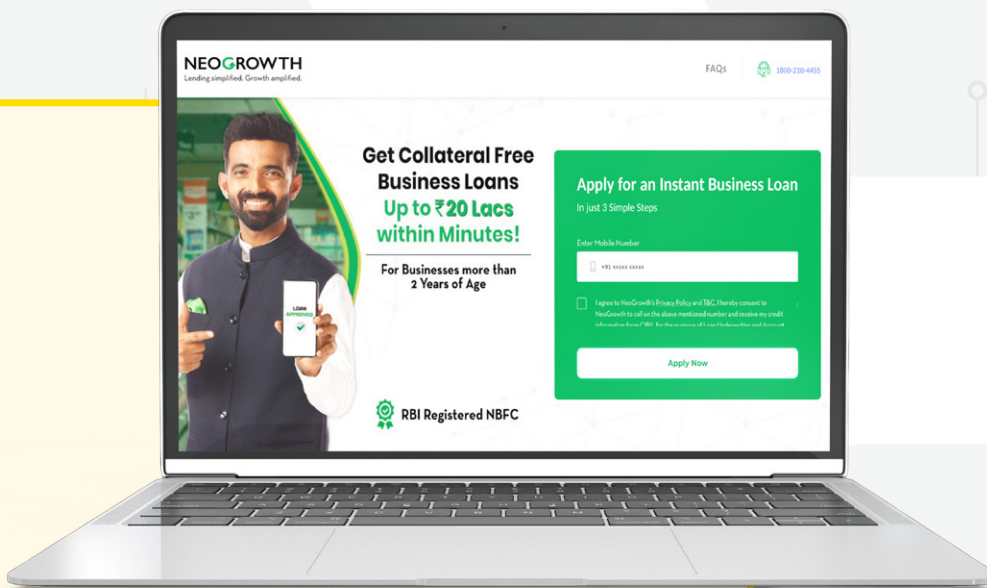 NEOGROWTH
Lending simplified. Growth amplified.
FAQs
1800-210-4455
Get Collateral Free
Business Loans
Up to ₹20 Lacs
within Minutes!
For Businesses more than
2 Years of Age
RBI Registered NBFC
LOAN
APPROVED
Apply for an Instant Business Loan
In just 3 Simple Steps
Enter Mobile Number
+91 xxxxx xxxxx
I agree to NeoGrowth's Privacy Policy and T&C. I hereby consent to
NeoGrowth to call on the above mentioned number and receive my credit
Apply Now